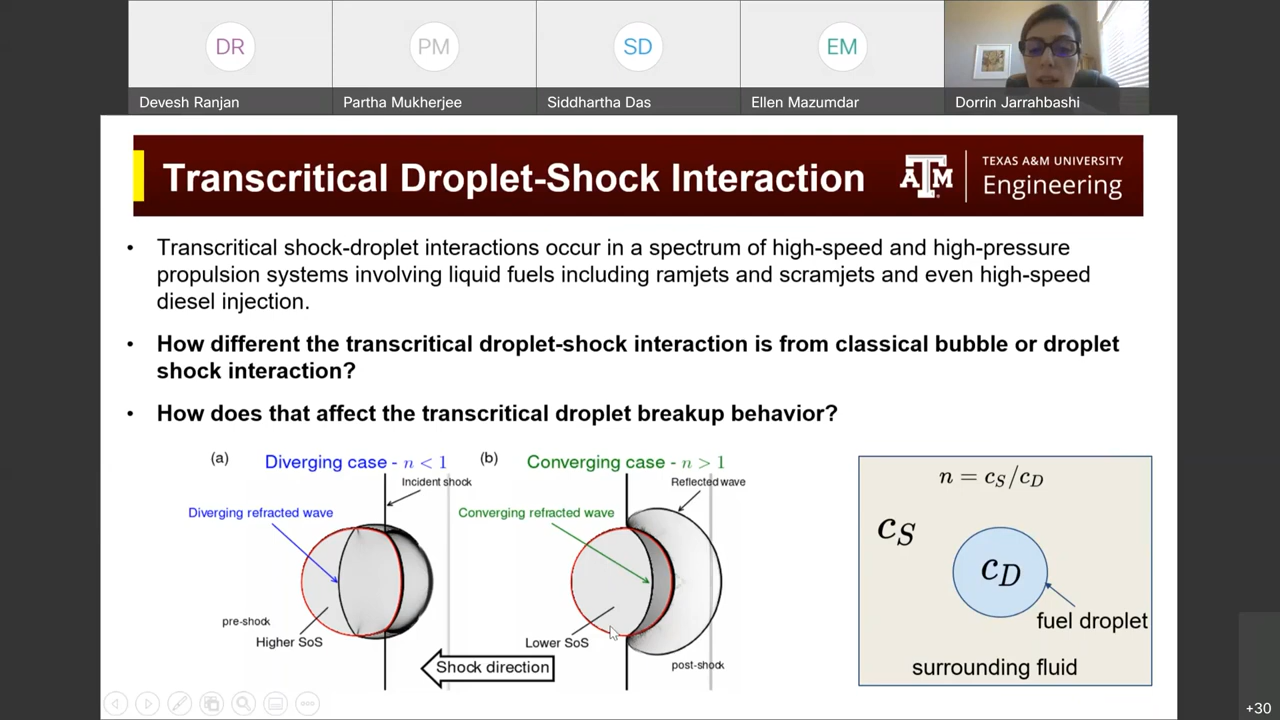 DR
PM
SD
EM
Devesh Ranjan
Partha Mukherjee
Siddhartha Das
Ellen Mazumdar
Dorrin Jarrahbashi
Transcritical Droplet-Shock Interaction
ATM
TEXAS A&M UNIVERSITY
Engineering
• Transcritical shock-droplet interactions occur in a spectrum of high-speed and high-pressure
propulsion systems involving liquid fuels including ramjets and scramjets and even high-speed
diesel injection.
• How different the transcritical droplet-shock interaction is from classical bubble or droplet
shock interaction?
• How does that affect the transcritical droplet breakup behavior?
(a)
Diverging case - n < 1
Incident shock
Diverging refracted wave
pre-shock
Higher SoS
(b)
Converging case - n > 1
Reflected wave
Converging refracted wave
Lower SoS
post-shock
Shock direction
n = c_S/c_D
c_S
c_D
fuel droplet
surrounding fluid
+30